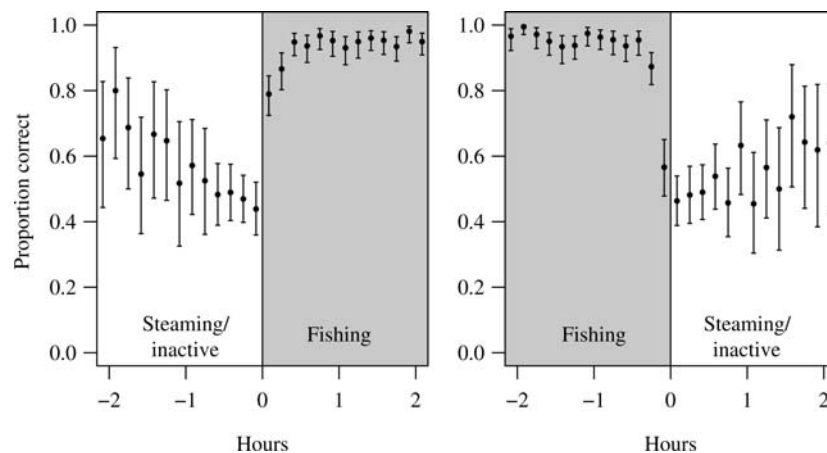 Proportion correct
1.0
0.8
0.6
0.4
0.2
0.0
Steaming/
inactive
Fishing
−2
−1
0
1
2
Hours
1.0
0.8
0.6
0.4
0.2
0.0
Fishing
Steaming/
inactive
−2
−1
0
1
2
Hours